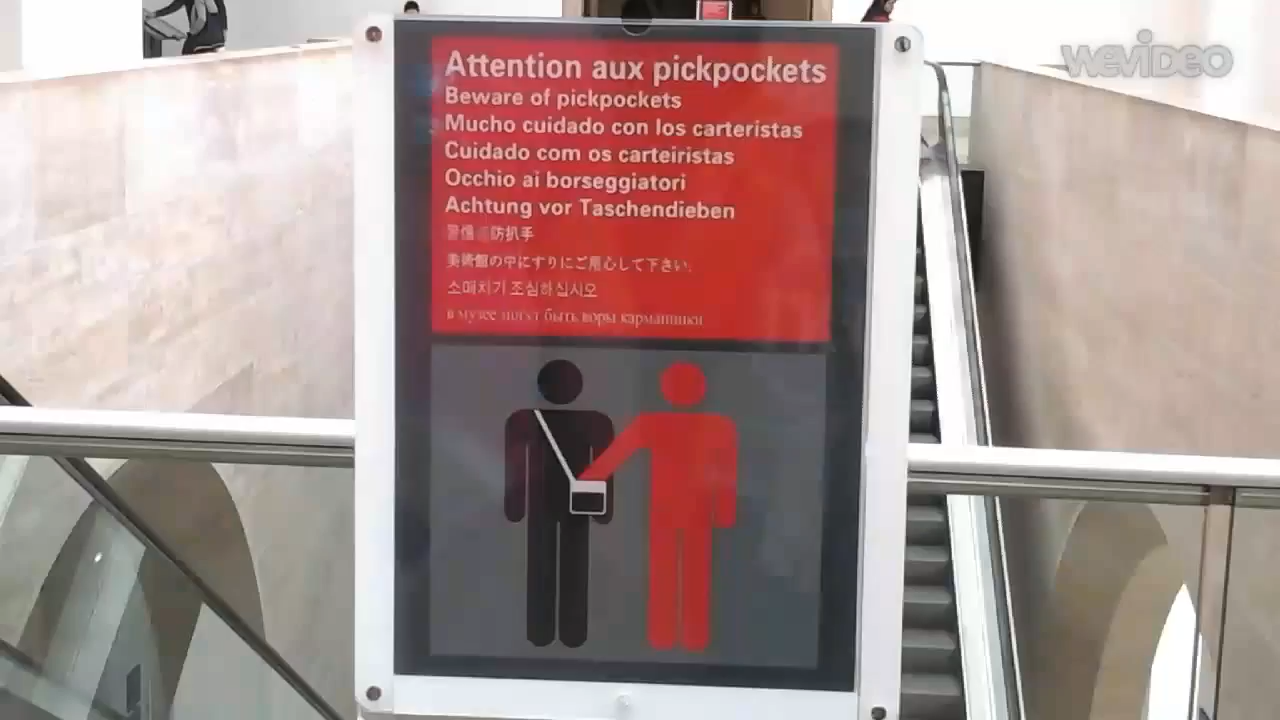 wevideo
Attention aux pickpockets
Beware of pickpockets
Mucho cuidado con los carteristas
Cuidado com os carteiristas
Occhio ai borseggiatori
Achtung vor Taschendieben
防扒手
美術館の中にすりにご用心して下さい。
소매치기 조심하십시오
в музее могут быть воры карманники